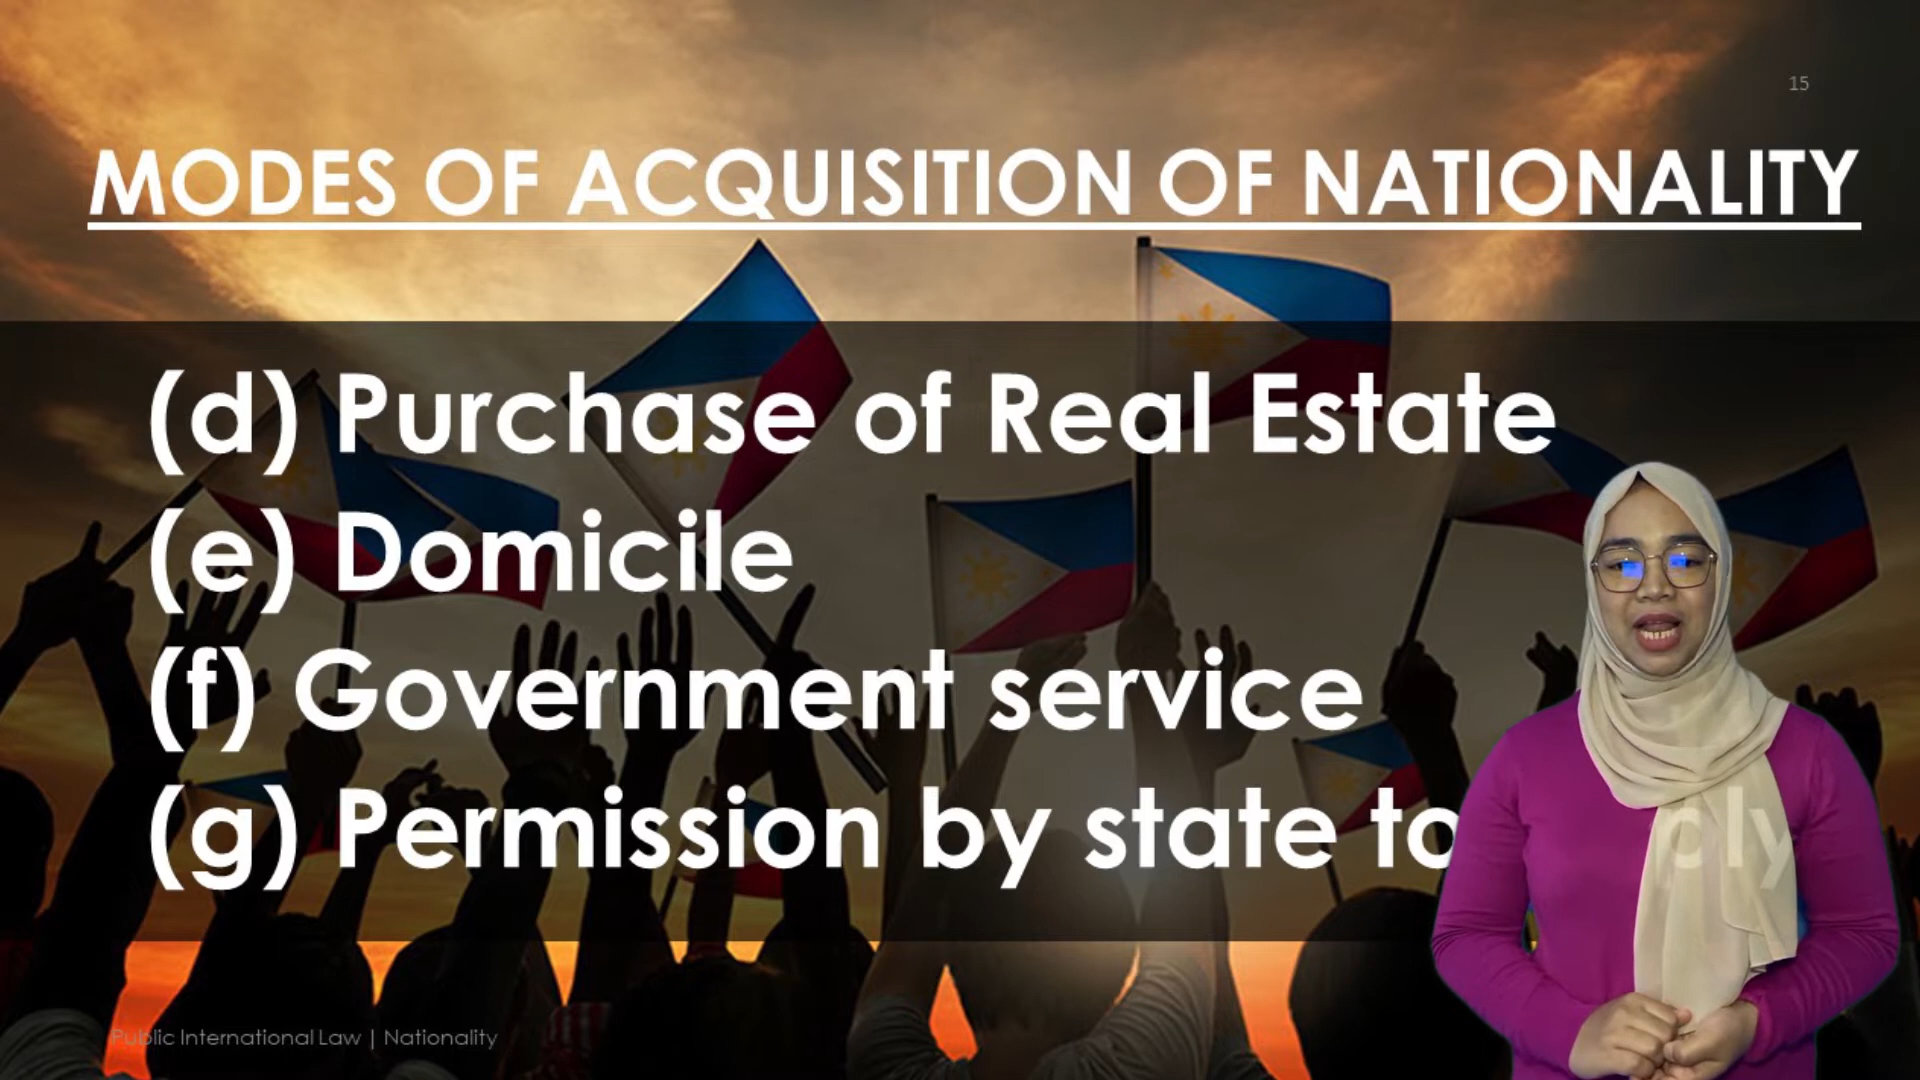 15
MODES OF ACQUISITION OF NATIONALITY
(d) Purchase of Real Estate
(e) Domicile
(f) Government service
(g) Permission by state to
Public International Law | Nationality